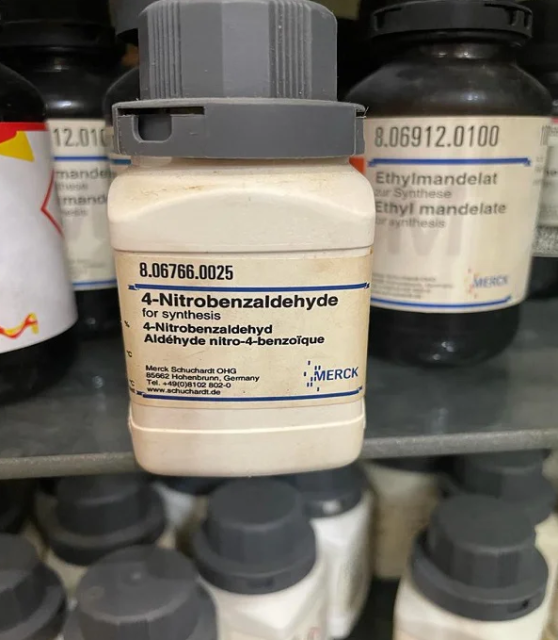 8.06766.0025
4-Nitrobenzaldehyde
for synthesis
4-Nitrobenzaldehyd
Aldéhyde nitro-4-benzoïque
Merck Schuchardt OHG
85662 Hohenbrunn, Germany
Tel. +49(0)8102 802-0
www.schuchardt.de
MERCK
8.06912.0100
Ethylmandelat
zur Synthese
Ethyl mandelate
for synthesis
MERCK